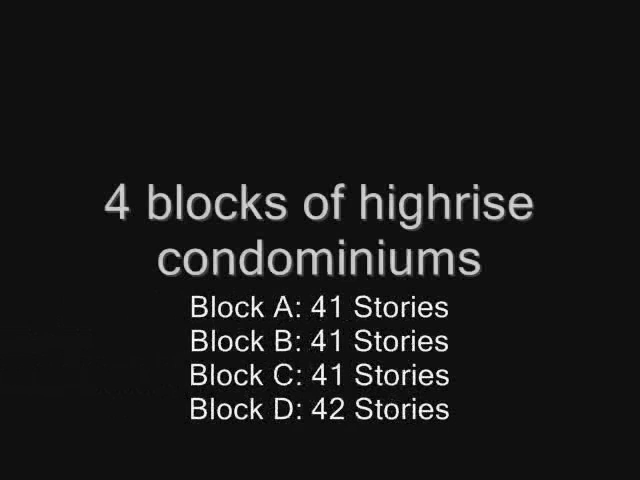 4 blocks of highrise
condominiums
Block A: 41 Stories
Block B: 41 Stories
Block C: 41 Stories
Block D: 42 Stories